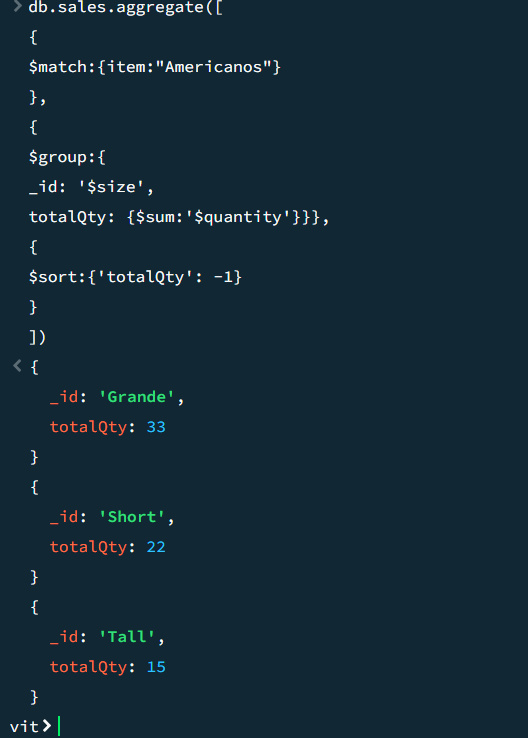 > db.sales.aggregate([
{
$match:{item:"Americanos"}
},
{
$group:{
_id: '$size',
totalQty: {$sum:'$quantity'}}},
{
$sort:{'totalQty': -1}
}
])
< {
_id: 'Grande',
totalQty: 33
}
{
_id: 'Short',
totalQty: 22
}
{
_id: 'Tall',
totalQty: 15
}
vit>